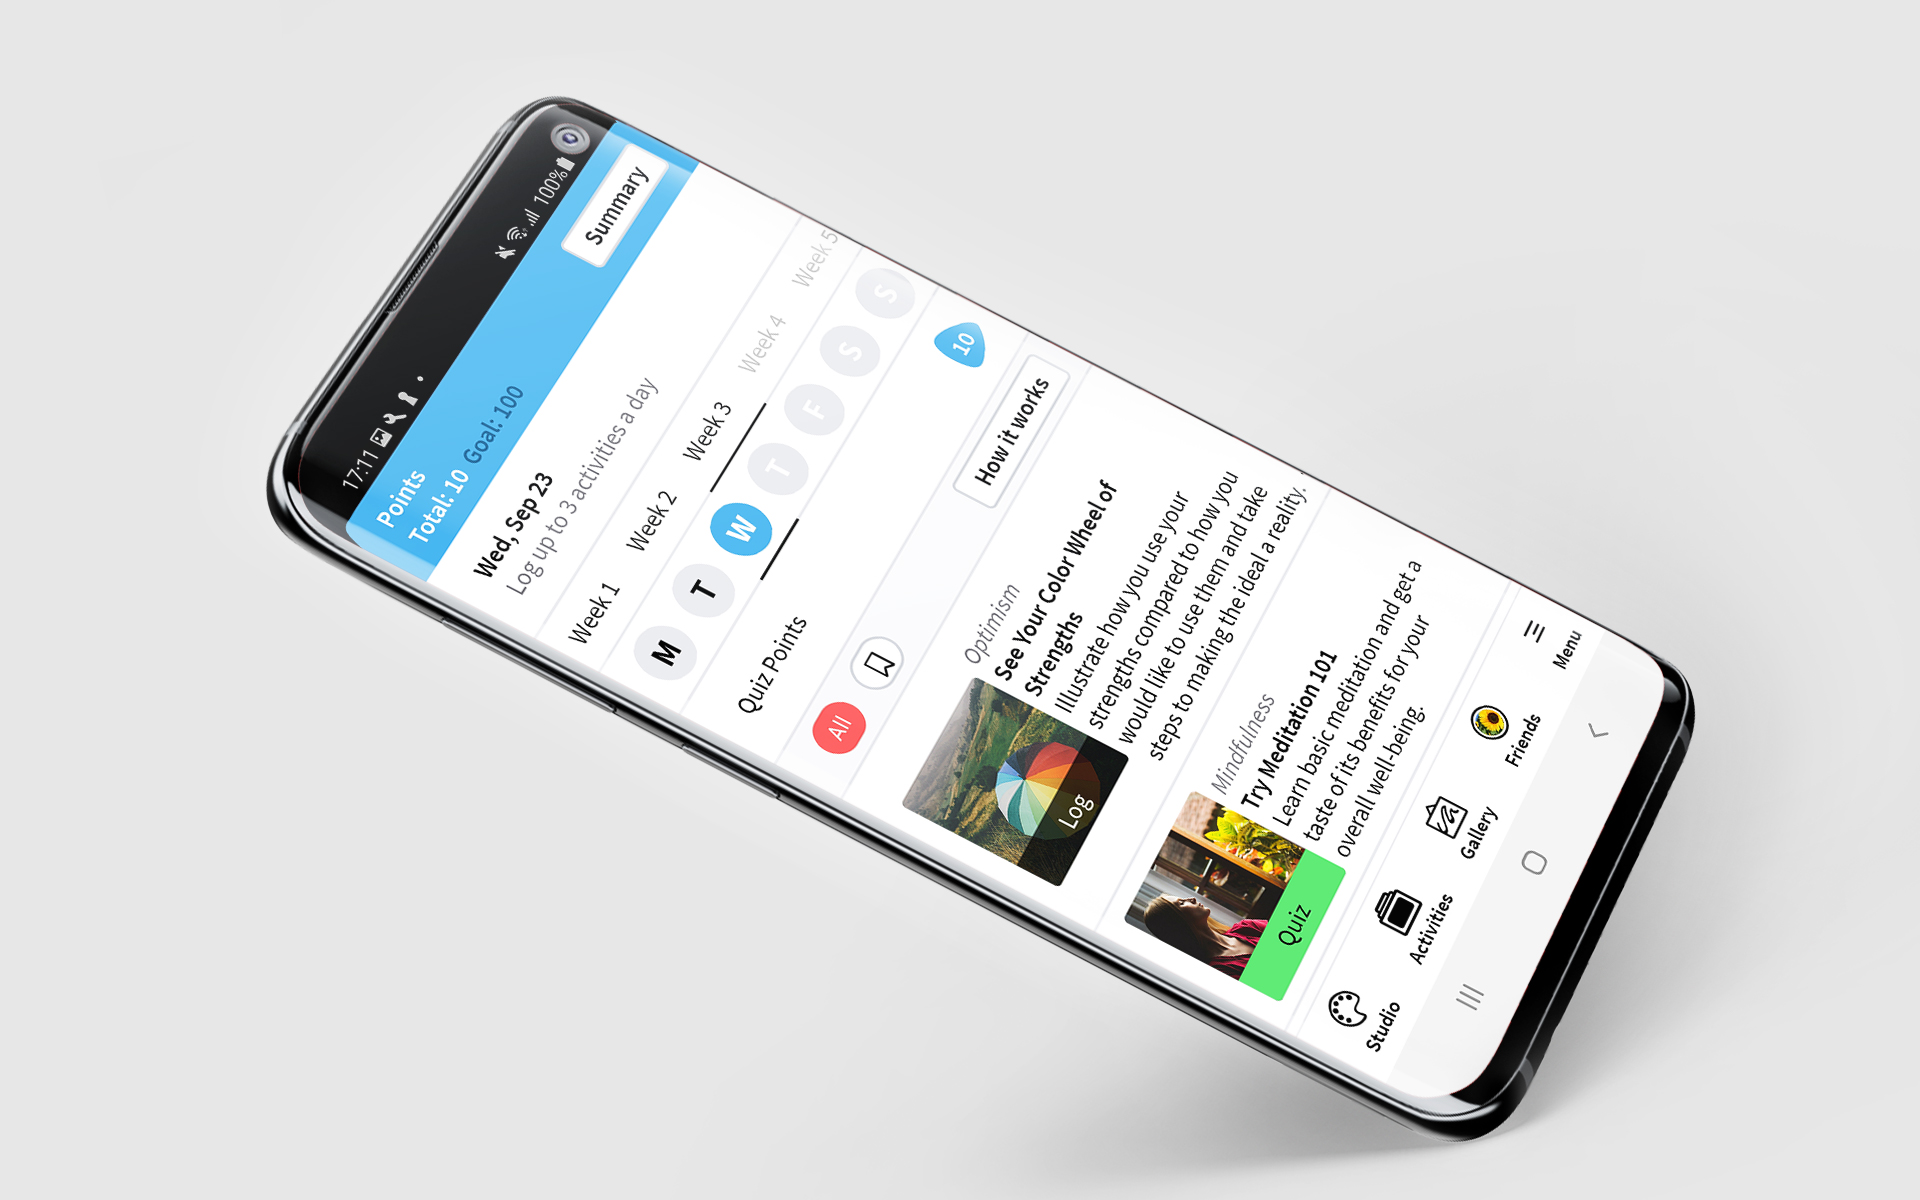 17:11
100%
Points
Total: 10 Goal: 100
Summary
Wed, Sep 23
Log up to 3 activities a day
Week 1 Week 2 Week 3 Week 4 Week 5
M T W T F S S
Quiz Points
10
All
How it works
Optimism
See Your Color Wheel of
Strengths
Illustrate how you use your
strengths compared to how you
would like to use them and take
steps to making the ideal a reality.
Log
Mindfulness
Try Meditation 101
Learn basic meditation and get a
taste of its benefits for your
overall well-being.
Quiz
Studio Activities Gallery Friends Menu